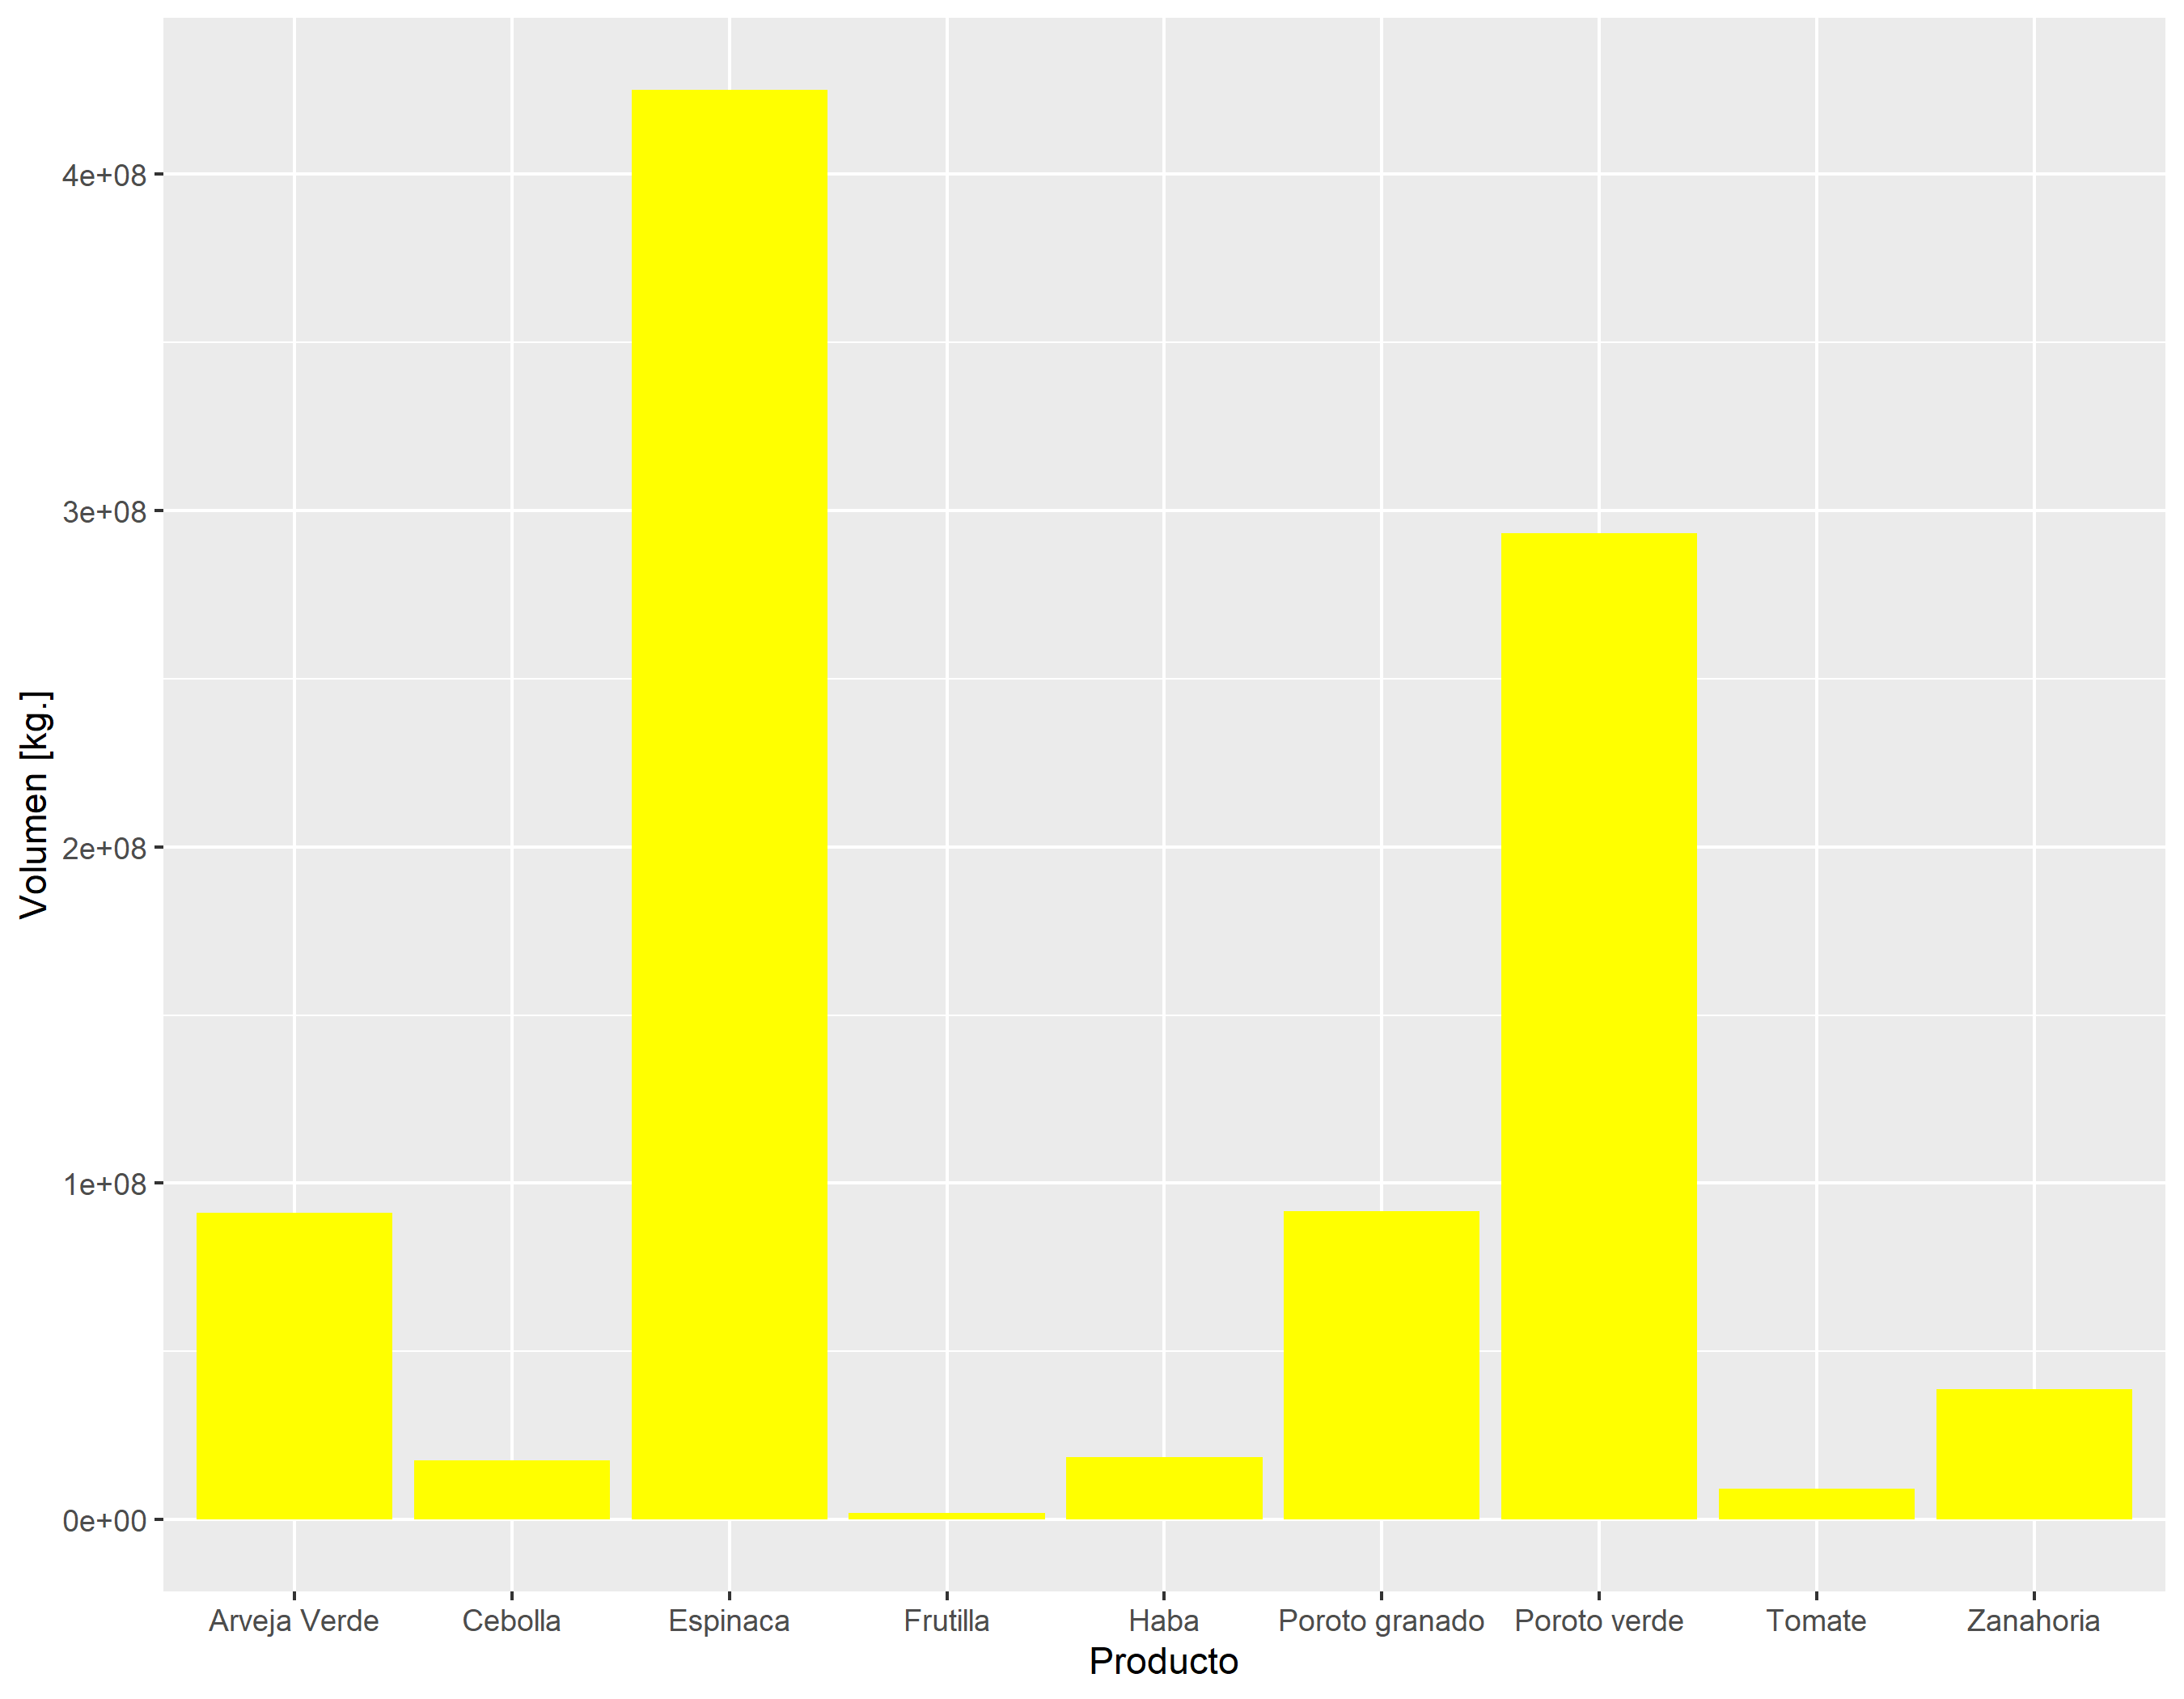 Volumen [kg.]
4e+08
3e+08
2e+08
1e+08
0e+00
Arveja Verde Cebolla Espinaca Frutilla Haba Poroto granado Poroto verde Tomate Zanahoria
Producto